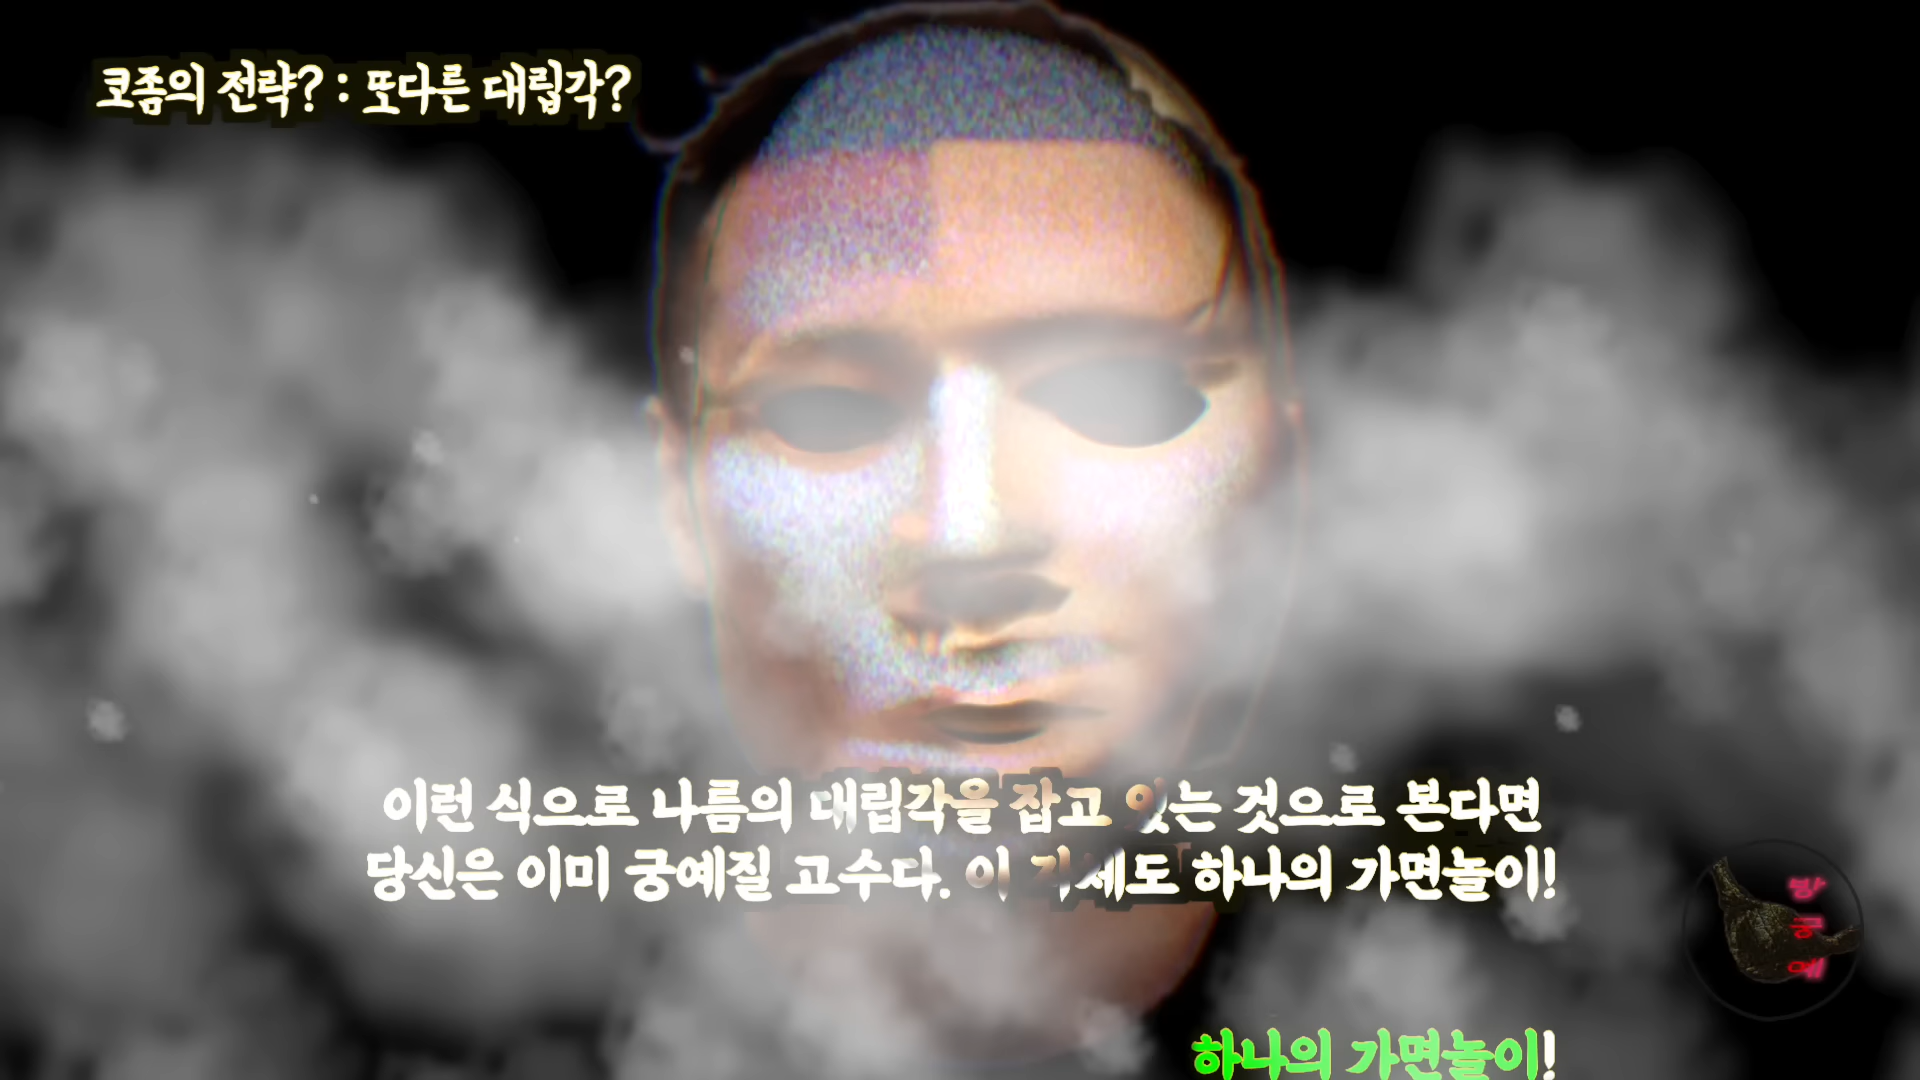 코좀의 전략? : 또다른 대립각?
이런 식으로 나름의 대립각을 잡고 있는 것으로 본다면
당신은 이미 궁예질 고수다. 이 자세도 하나의 가면놀이!
방
궁
예
하나의 가면놀이!